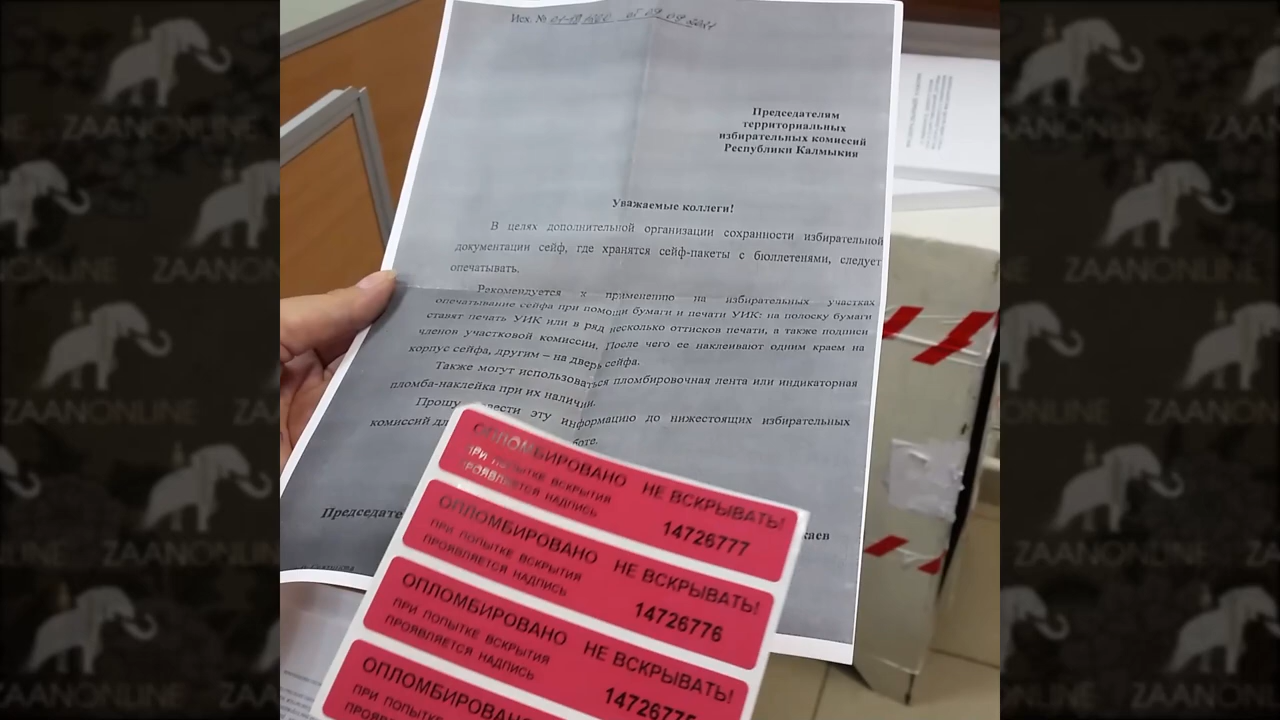 Исх. №
Председателям
территориальных
избирательных комиссий
Республики Калмыкия
Уважаемые коллеги!
В целях дополнительной организации сохранности избирательной
документации сейф, где хранятся сейф-пакеты с бюллетенями, следует
опечатывать.
Рекомендуется к применению на избирательных участках
опечатывание сейфа при помощи бумаги и печати УИК: на полоску бумаги
ставят печать УИК или в ряд несколько оттисков печати, а также подписи
членов участковой комиссии. После чего ее наклеивают одним краем на
корпус сейфа, другим – на дверь сейфа.
Также могут использоваться пломбировочная лента или индикаторная
пломба-наклейка при их наличии.
Прошу эту информацию до нижестоящих избирательных
комиссий
ОПЛОМБИРОВАНО НЕ ВСКРЫВАТЬ!
ПРИ ПОПЫТКЕ ВСКРЫТИЯ
ПРОЯВЛЯЕТСЯ НАДПИСЬ
14726777
ОПЛОМБИРОВАНО НЕ ВСКРЫВАТЬ!
ПРИ ПОПЫТКЕ ВСКРЫТИЯ
ПРОЯВЛЯЕТСЯ НАДПИСЬ
14726776
ОПЛОМБИРОВАНО НЕ ВСКРЫВАТЬ!
ПРИ ПОПЫТКЕ ВСКРЫТИЯ
ПРОЯВЛЯЕТСЯ НАДПИСЬ
14726775
ОПЛОМБИРОВАНО
ZAANONLINE